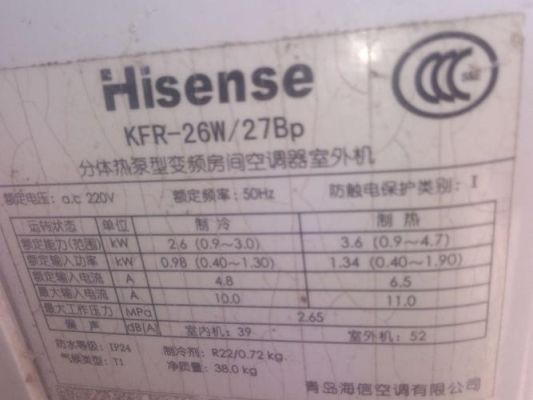 Hisense
CCC
KFR-26W/27Bp
分体热泵型变频房间空调器室外机
额定电压: a.c 220V 额定频率: 50Hz 防触电保护类别: I
运转状态 单位 制冷 制热
额定能力(范围) kW 2.6 (0.9~3.0) 3.6 (0.9~4.7)
额定输入功率 kW 0.98 (0.40~1.30) 1.34 (0.40~1.90)
额定输入电流 A 4.8 6.5
最大输入电流 A 10.0 11.0
最大工作压力 MPa 2.65
噪声 dB(A) 室内机: 39 室外机: 52
防水等级: IP24 制冷剂: R22/0.72 kg
气候类型: T1 净质量: 38.0kg
青岛海信空调有限公司